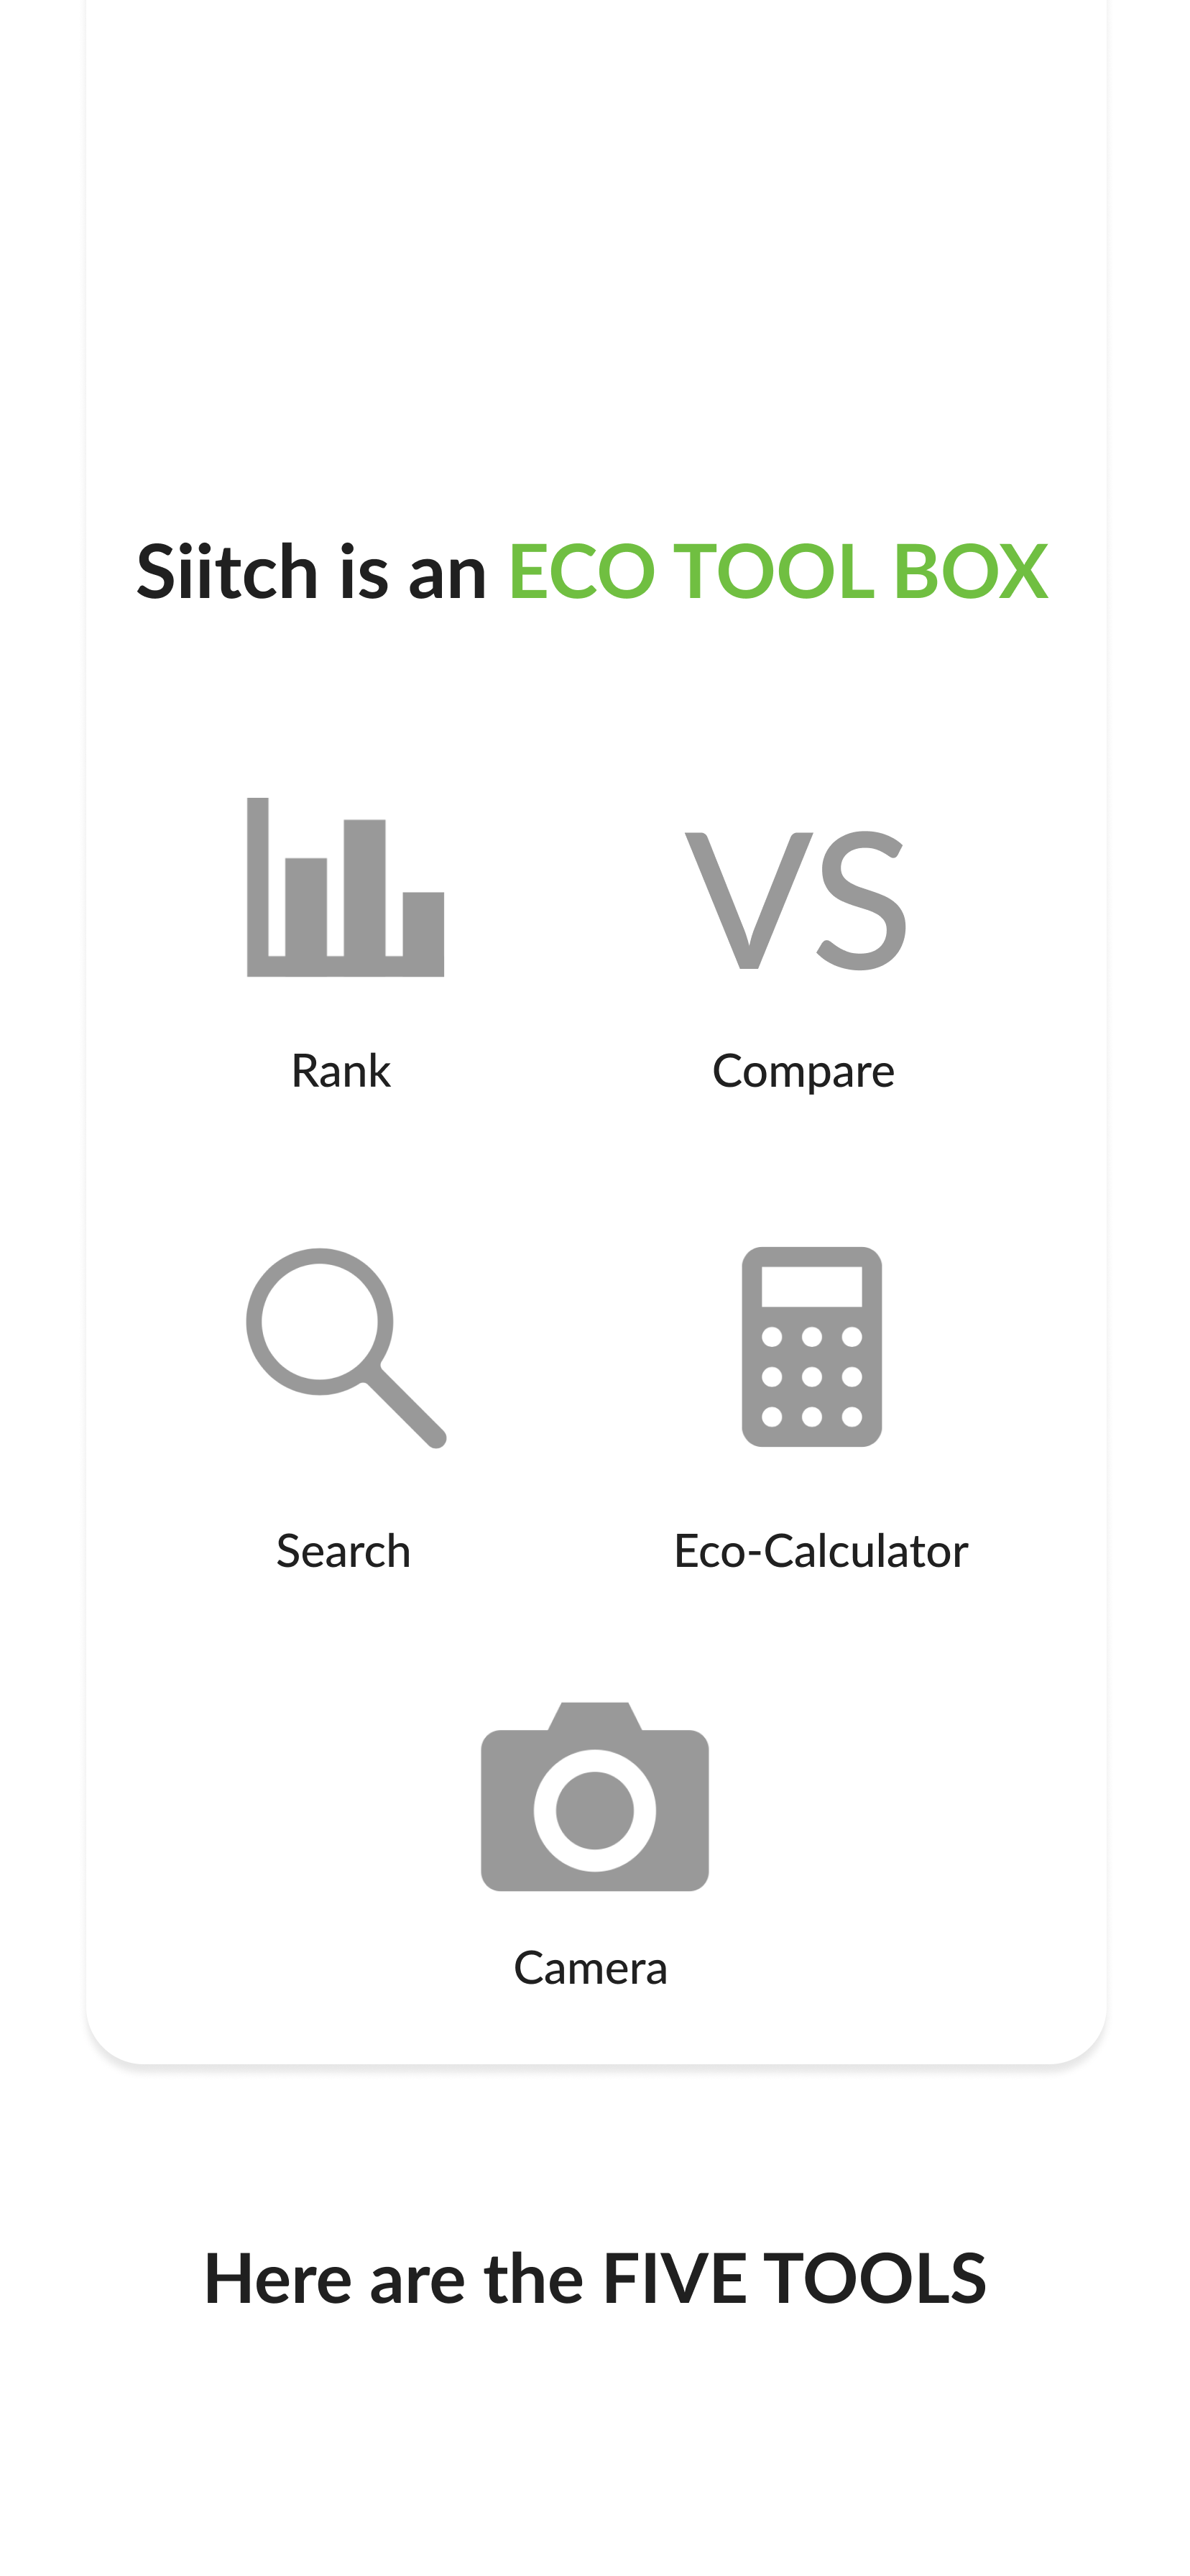 Siitch is an ECO TOOL BOX
VS
Rank
Compare
Search
Eco-Calculator
Camera
Here are the FIVE TOOLS